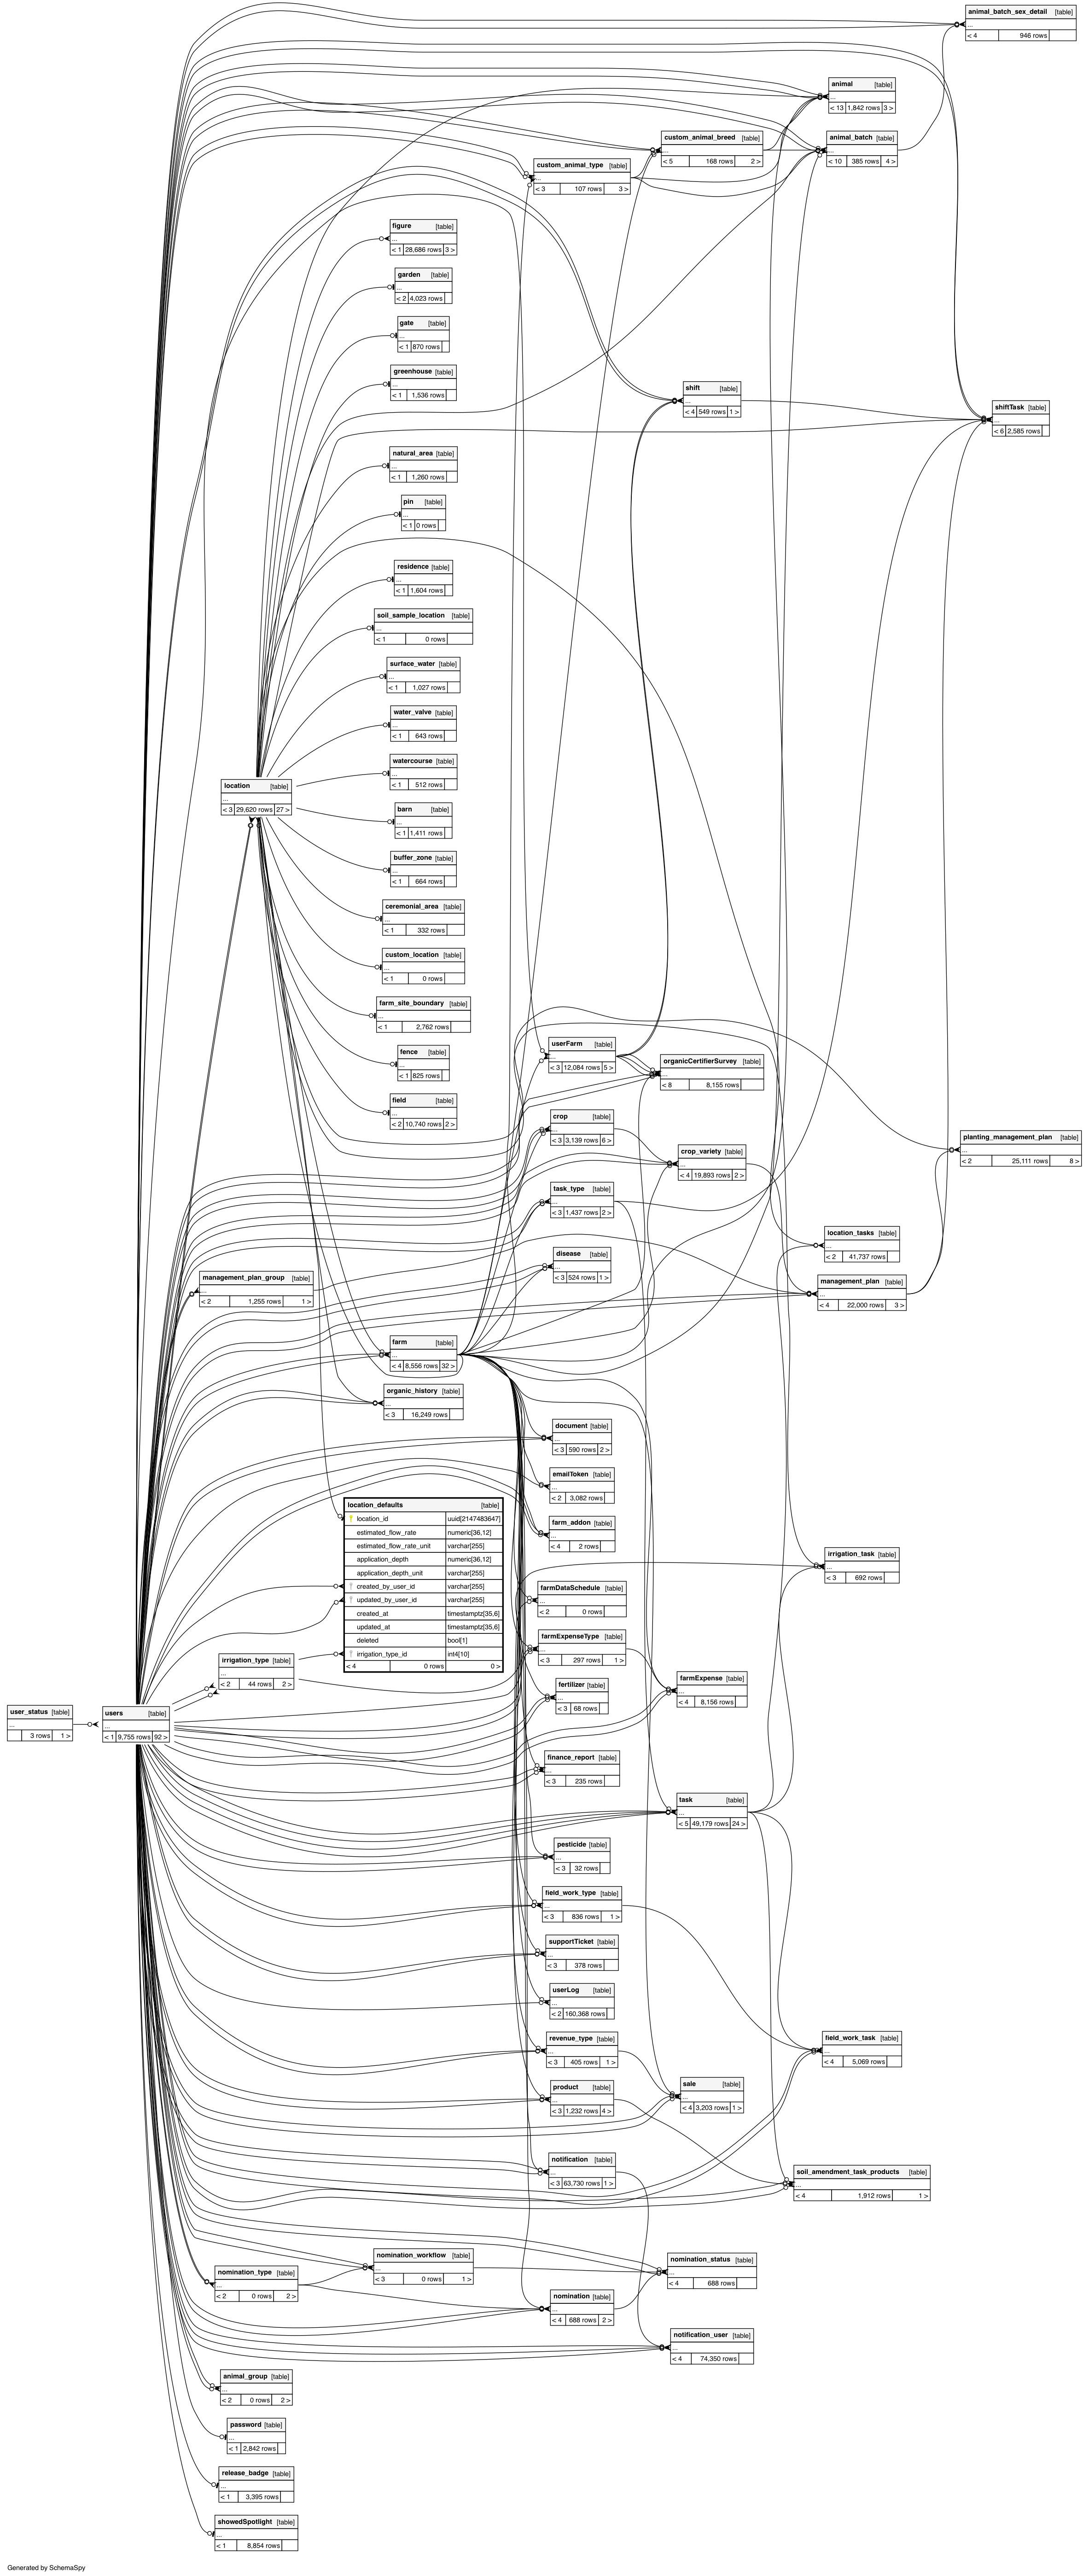 animal_batch_sex_detail [table]
...
< 4 946 rows
animal [table]
...
< 13 1,842 rows 3 >
custom_animal_breed [table]
...
< 5 168 rows 2 >
animal_batch [table]
...
< 10 385 rows 4 >
custom_animal_type [table]
...
< 3 107 rows 3 >
figure [table]
...
< 1 28,686 rows 3 >
garden [table]
...
< 2 4,023 rows
gate [table]
...
< 1 870 rows
greenhouse [table]
...
< 1 1,536 rows
shift [table]
...
< 4 549 rows 1 >
shiftTask [table]
...
< 6 2,585 rows
natural_area [table]
...
< 1 1,260 rows
pin [table]
...
< 1 0 rows
residence [table]
...
< 1 1,604 rows
soil_sample_location [table]
...
< 1 0 rows
surface_water [table]
...
< 1 1,027 rows
water_valve [table]
...
< 1 643 rows
watercourse [table]
...
< 1 512 rows
location [table]
...
< 3 29,620 rows 27 >
barn [table]
...
< 1 1,411 rows
buffer_zone [table]
...
< 1 664 rows
ceremonial_area [table]
...
< 1 332 rows
custom_location [table]
...
< 1 0 rows
farm_site_boundary [table]
...
< 1 2,762 rows
fence [table]
...
< 1 825 rows
userFarm [table]
...
< 3 12,084 rows 5 >
organicCertifierSurvey [table]
...
< 8 8,155 rows
field [table]
...
< 2 10,740 rows 2 >
crop [table]
...
< 3 3,139 rows 6 >
crop_variety [table]
...
< 4 19,893 rows 2 >
planting_management_plan [table]
...
< 2 25,111 rows 8 >
task_type [table]
...
< 3 1,437 rows 2 >
location_tasks [table]
...
< 2 41,737 rows
disease [table]
...
< 3 524 rows 1 >
management_plan_group [table]
...
< 2 1,255 rows 1 >
management_plan [table]
...
< 4 22,000 rows 3 >
farm [table]
...
< 4 8,556 rows 32 >
organic_history [table]
...
< 3 16,249 rows
document [table]
...
< 3 590 rows 2 >
emailToken [table]
...
< 2 3,082 rows
farm_addon [table]
...
< 4 2 rows
location_defaults [table]
location_id uuid[2147483647]
estimated_flow_rate numeric[36,12]
estimated_flow_rate_unit varchar[255]
application_depth numeric[36,12]
application_depth_unit varchar[255]
created_by_user_id varchar[255]
updated_by_user_id varchar[255]
created_at timestamptz[35,6]
updated_at timestamptz[35,6]
deleted bool[1]
irrigation_type_id int4[10]
< 4 0 rows 0 >
irrigation_task [table]
...
< 3 692 rows
farmDataSchedule [table]
...
< 2 0 rows
farmExpenseType [table]
...
< 3 297 rows 1 >
irrigation_type [table]
...
< 2 44 rows 2 >
fertilizer [table]
...
< 3 68 rows
farmExpense [table]
...
< 4 8,156 rows
user_status [table]
...
3 rows 1 >
users [table]
...
< 1 9,755 rows 92 >
finance_report [table]
...
< 3 235 rows
task [table]
...
< 5 49,179 rows 24 >
pesticide [table]
...
< 3 32 rows
field_work_type [table]
...
< 3 836 rows 1 >
supportTicket [table]
...
< 3 378 rows
userLog [table]
...
< 2 160,368 rows
revenue_type [table]
...
< 3 405 rows 1 >
field_work_task [table]
...
< 4 5,069 rows
product [table]
...
< 3 1,232 rows 4 >
sale [table]
...
< 4 3,203 rows 1 >
notification [table]
...
< 3 63,730 rows 1 >
soil_amendment_task_products [table]
...
< 4 1,912 rows 1 >
nomination_workflow [table]
...
< 3 0 rows 1 >
nomination_status [table]
...
< 4 688 rows
nomination_type [table]
...
< 2 0 rows 2 >
nomination [table]
...
< 4 688 rows 2 >
notification_user [table]
...
< 4 74,350 rows
animal_group [table]
...
< 2 0 rows 2 >
password [table]
...
< 1 2,842 rows
release_badge [table]
...
< 1 3,395 rows
showedSpotlight [table]
...
< 1 8,854 rows
Generated by SchemaSpy